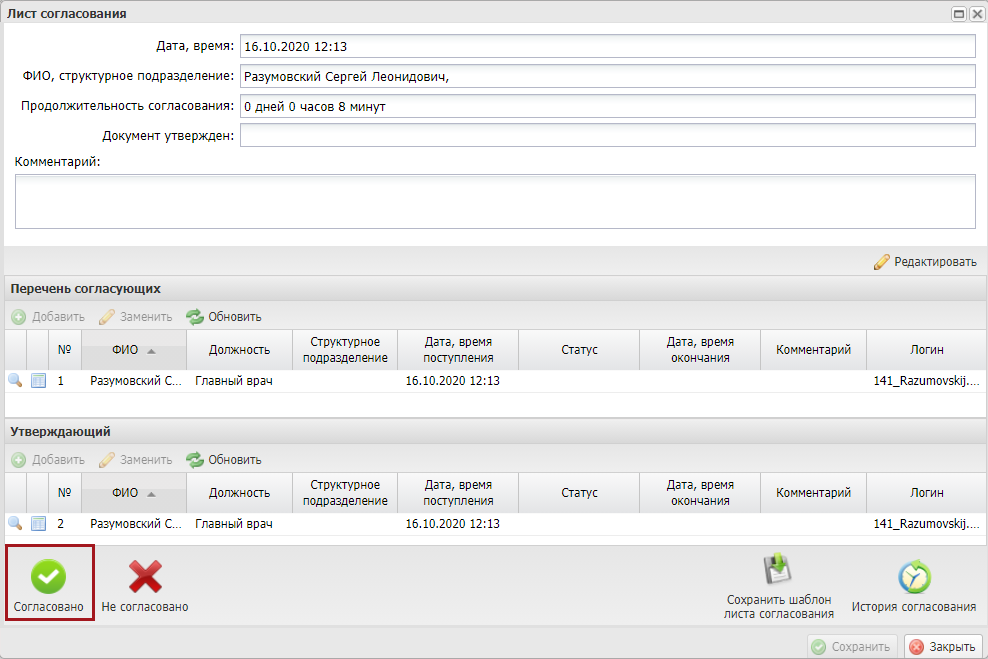 Лист согласования
Дата, время: 16.10.2020 12:13
ФИО, структурное подразделение: Разумовский Сергей Леонидович,
Продолжительность согласования: 0 дней 0 часов 8 минут
Документ утвержден:
Комментарий:
Редактировать
Перечень согласующих
Добавить Заменить Обновить
№ ФИО Должность Структурное подразделение Дата, время поступления Статус Дата, время окончания Комментарий Логин
1 Разумовский С... Главный врач 16.10.2020 12:13 141_Razumovskij....
Утверждающий
Добавить Заменить Обновить
№ ФИО Должность Структурное подразделение Дата, время поступления Статус Дата, время окончания Комментарий Логин
2 Разумовский С... Главный врач 16.10.2020 12:13 141_Razumovskij....
Согласовано Не согласовано
Сохранить шаблон
листа согласования
История согласования
Сохранить Закрыть